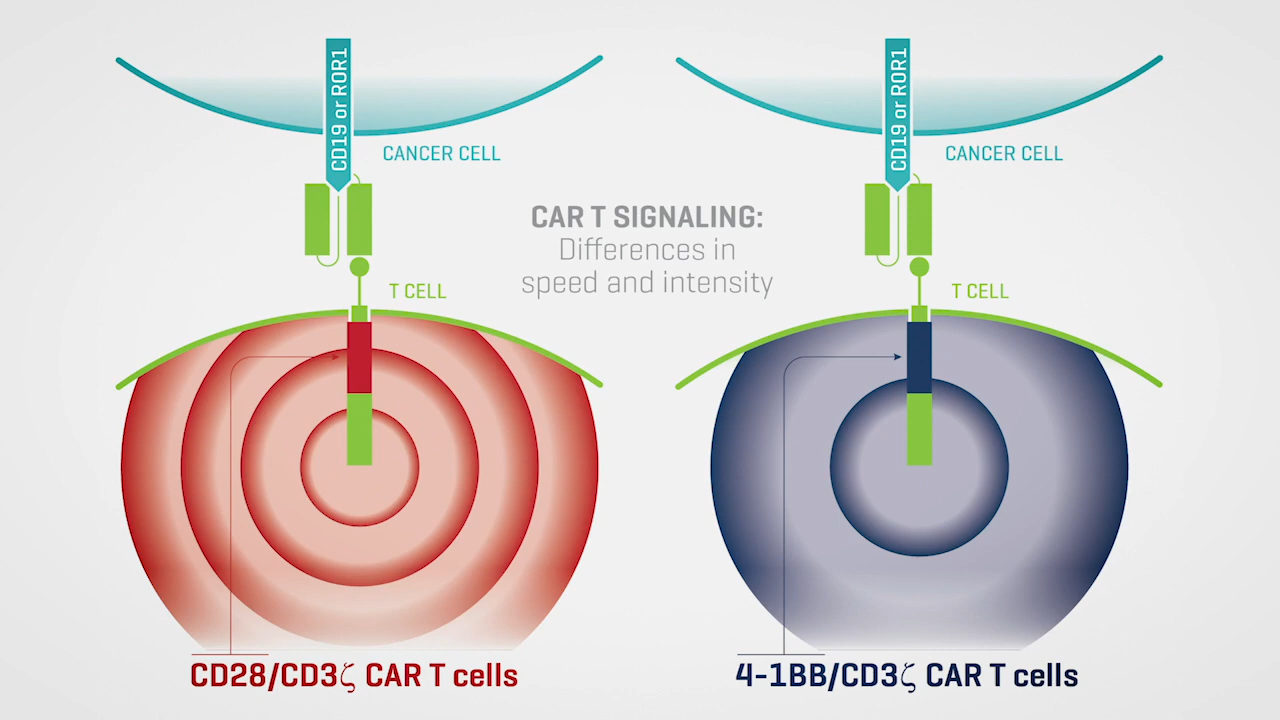 CD19 or ROR1
CANCER CELL
CD19 or ROR1
CANCER CELL
CAR T SIGNALING:
Differences in
speed and intensity
T CELL
T CELL
CD28/CD3ζ CAR T cells
4-1BB/CD3ζ CAR T cells